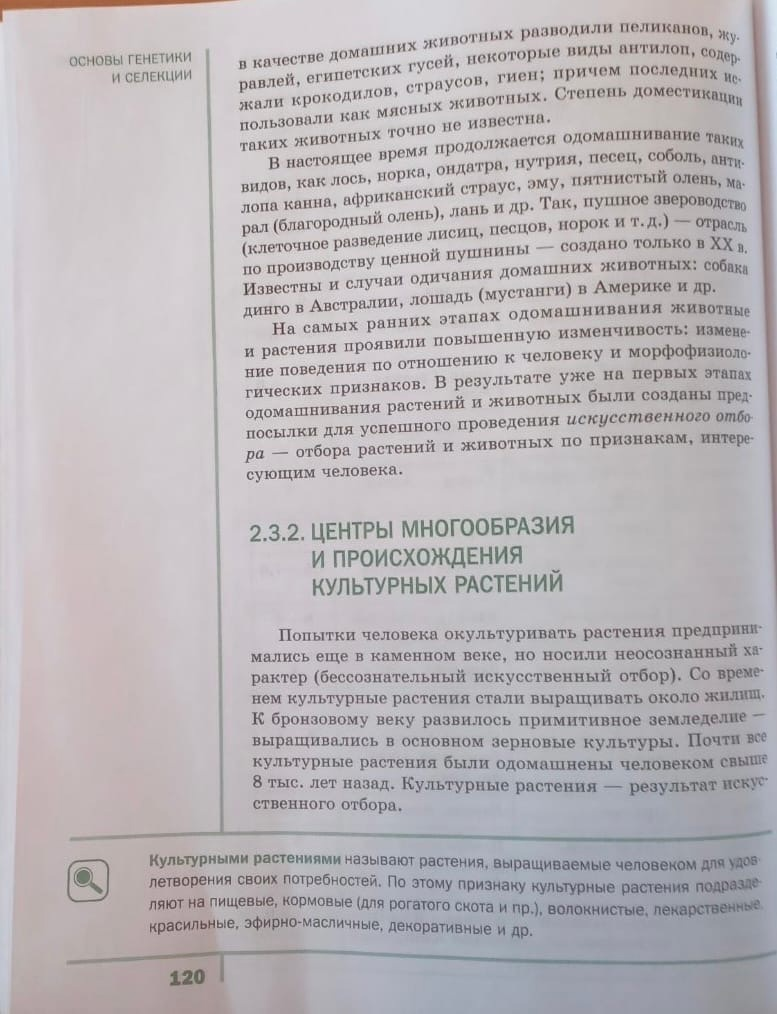 ОСНОВЫ ГЕНЕТИКИ
И СЕЛЕКЦИИ
в качестве домашних животных разводили пеликанов, жу-
равлей, египетских гусей, некоторые виды антилоп, содер-
жали крокодилов, страусов, гиен; причем последних ис-
пользовали как мясных животных. Степень доместикации
таких животных точно не известна.
В настоящее время продолжается одомашнивание таких
видов, как лось, норка, ондатра, нутрия, песец, соболь, анти-
лопа канна, африканский страус, эму, пятнистый олень, ма-
рал (благородный олень), лань и др. Так, пушное звероводство
(клеточное разведение лисиц, песцов, норок и т. д.) — отрасль
по производству ценной пушнины — создано только в XX в.
Известны и случаи одичания домашних животных: собака
динго в Австралии, лошадь (мустанги) в Америке и др.
На самых ранних этапах одомашнивания животные
и растения проявили повышенную изменчивость: измене-
ние поведения по отношению к человеку и морфофизиоло-
гических признаков. В результате уже на первых этапах
одомашнивания растений и животных были созданы пред-
посылки для успешного проведения искусственного отбо-
ра — отбора растений и животных по признакам, интере-
сующим человека.
2.3.2. ЦЕНТРЫ МНОГООБРАЗИЯ
И ПРОИСХОЖДЕНИЯ
КУЛЬТУРНЫХ РАСТЕНИЙ
Попытки человека окультуривать растения предприни-
мались еще в каменном веке, но носили неосознанный ха-
рактер (бессознательный искусственный отбор). Со време-
нем культурные растения стали выращивать около жилищ.
К бронзовому веку развилось примитивное земледелие —
выращивались в основном зерновые культуры. Почти все
культурные растения были одомашнены человеком свыше
8 тыс. лет назад. Культурные растения — результат искус-
ственного отбора.
Культурными растениями называют растения, выращиваемые человеком для удов-
летворения своих потребностей. По этому признаку культурные растения подразде-
ляют на пищевые, кормовые (для рогатого скота и пр.), волокнистые, лекарственные,
красильные, эфирно-масличные, декоративные и др.
120